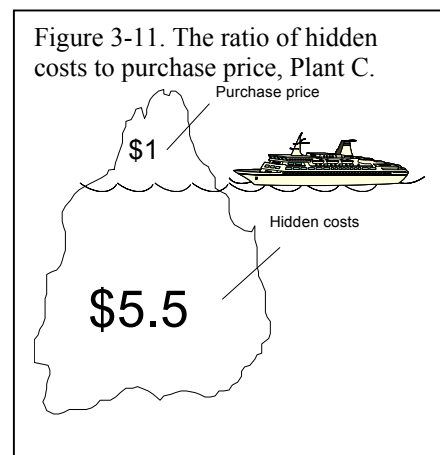 Figure 3-11. The ratio of hidden
costs to purchase price, Plant C.
Purchase price
$1
Hidden costs
$5.5